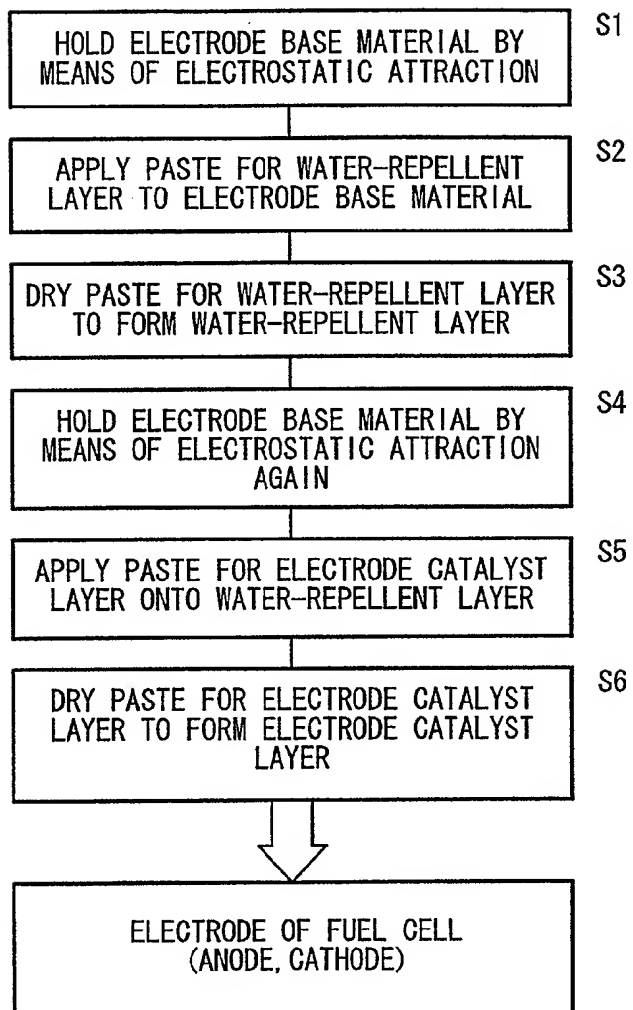 HOLD ELECTRODE BASE MATERIAL BY
MEANS OF ELECTROSTATIC ATTRACTION
S1
APPLY PASTE FOR WATER-REPELLENT
LAYER TO ELECTRODE BASE MATERIAL
S2
DRY PASTE FOR WATER-REPELLENT LAYER
TO FORM WATER-REPELLENT LAYER
S3
HOLD ELECTRODE BASE MATERIAL BY
MEANS OF ELECTROSTATIC ATTRACTION
AGAIN
S4
APPLY PASTE FOR ELECTRODE CATALYST
LAYER ONTO WATER-REPELLENT LAYER
S5
DRY PASTE FOR ELECTRODE CATALYST
LAYER TO FORM ELECTRODE CATALYST
LAYER
S6
ELECTRODE OF FUEL CELL
(ANODE, CATHODE)